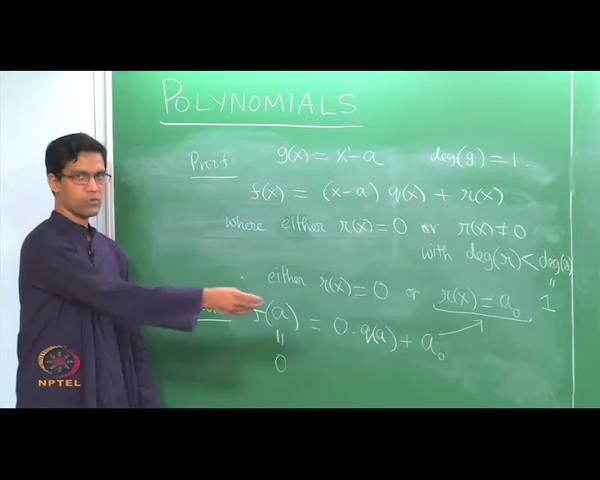 POLYNOMIALS
Proof g(x) = x¹-a deg(g) = 1.
f(x) = (x-a) q(x) + r(x)
where either r(x) = 0 or r(x) ≠ 0
with deg(r) < deg(g)
either r(x) = 0 or r(x) = a₀ " 1
f(a) = 0·q(a) + a₀
"
0
NPTEL